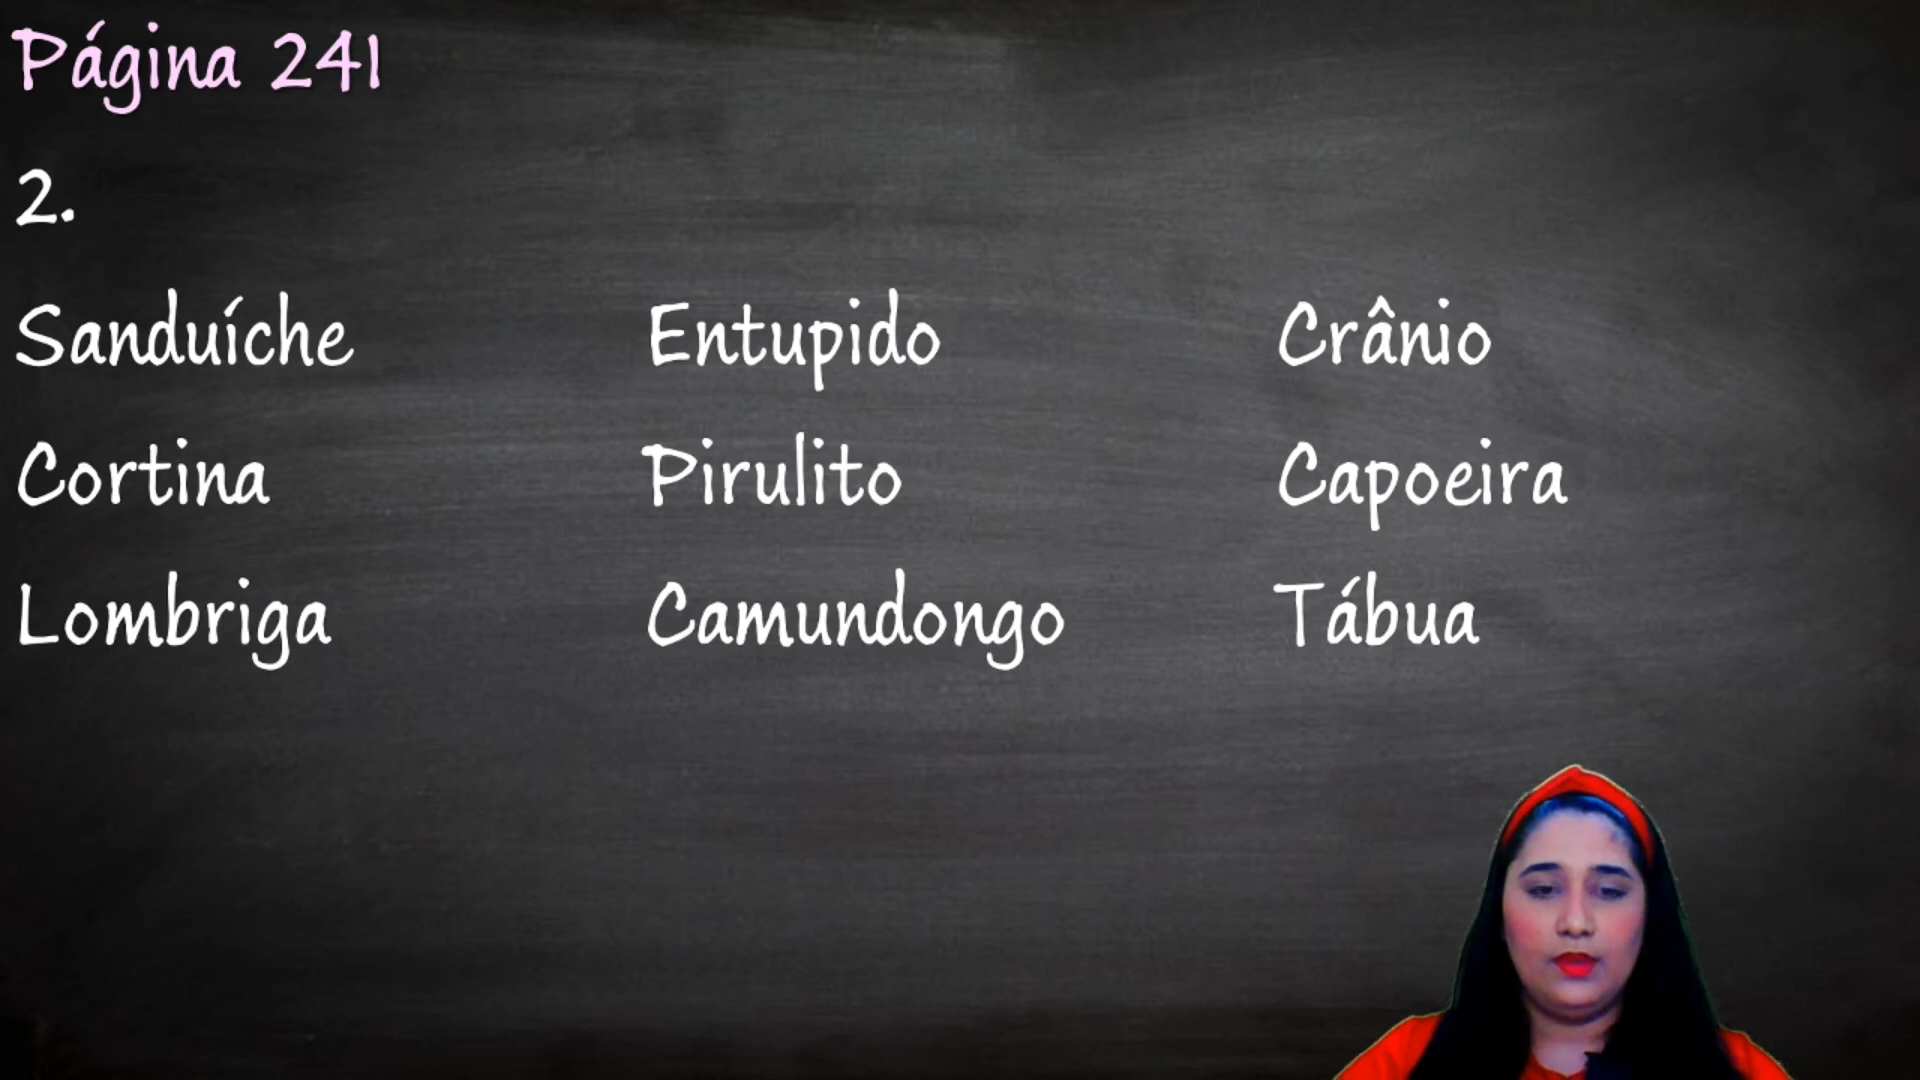 Página 241
2.
Sanduíche Entupido Crânio
Cortina Pirulito Capoeira
Lombriga Camundongo Tábua